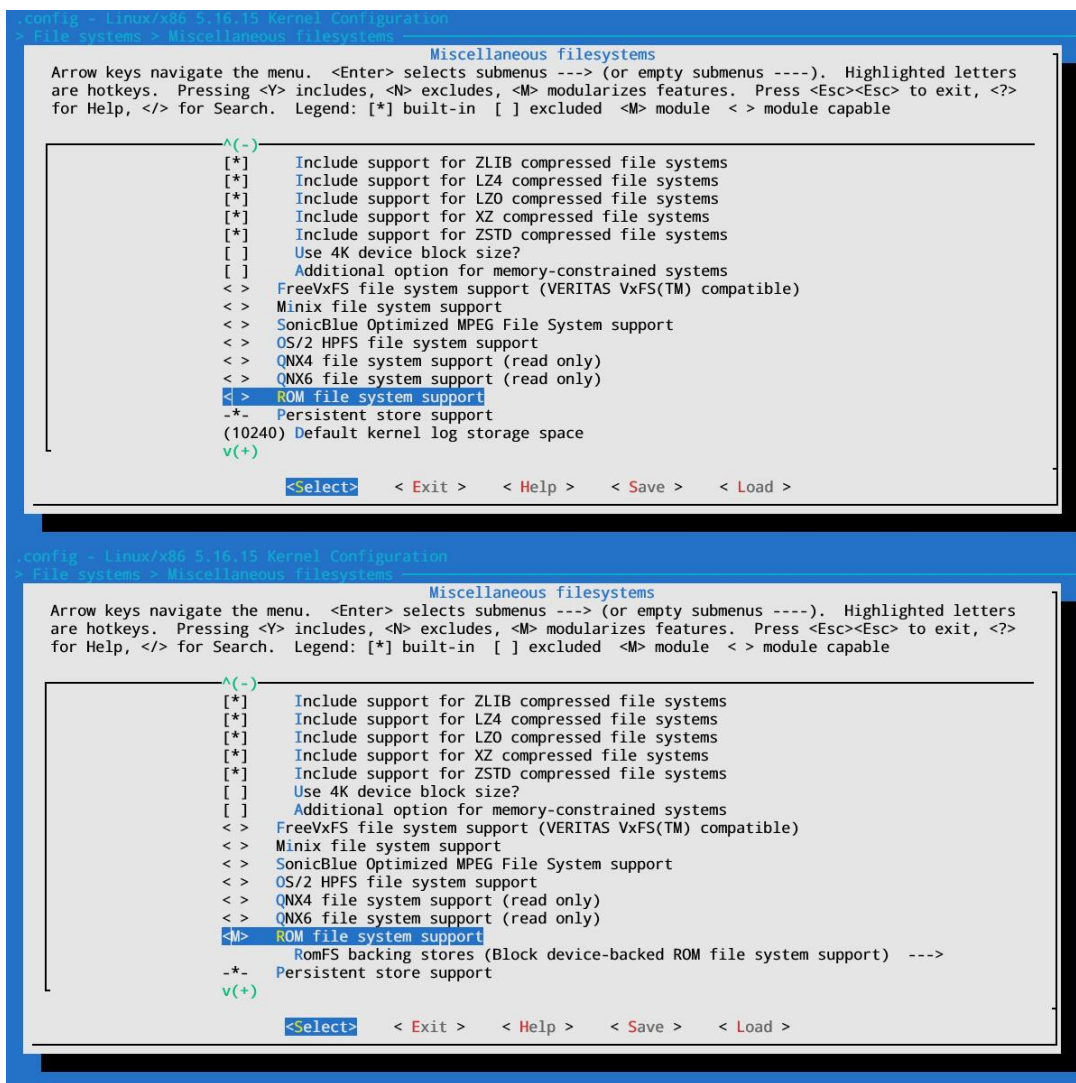 .config - Linux/x86 5.16.15 Kernel Configuration
> File systems > Miscellaneous filesystems
Miscellaneous filesystems
Arrow keys navigate the menu. <Enter> selects submenus ---> (or empty submenus ----). Highlighted letters
are hotkeys. Pressing <Y> includes, <N> excludes, <M> modularizes features. Press <Esc><Esc> to exit, <?>
for Help, </> for Search. Legend: [*] built-in [ ] excluded <M> module < > module capable
^(-)
[*] Include support for ZLIB compressed file systems
[*] Include support for LZ4 compressed file systems
[*] Include support for LZO compressed file systems
[*] Include support for XZ compressed file systems
[*] Include support for ZSTD compressed file systems
[ ] Use 4K device block size?
[ ] Additional option for memory-constrained systems
< > FreeVxFS file system support (VERITAS VxFS(TM) compatible)
< > Minix file system support
< > SonicBlue Optimized MPEG File System support
< > OS/2 HPFS file system support
< > QNX4 file system support (read only)
< > QNX6 file system support (read only)
< > ROM file system support
-*- Persistent store support
(10240) Default kernel log storage space
v(+)
<Select> < Exit > < Help > < Save > < Load >
.config - Linux/x86 5.16.15 Kernel Configuration
> File systems > Miscellaneous filesystems
Miscellaneous filesystems
Arrow keys navigate the menu. <Enter> selects submenus ---> (or empty submenus ----). Highlighted letters
are hotkeys. Pressing <Y> includes, <N> excludes, <M> modularizes features. Press <Esc><Esc> to exit, <?>
for Help, </> for Search. Legend: [*] built-in [ ] excluded <M> module < > module capable
^(-)
[*] Include support for ZLIB compressed file systems
[*] Include support for LZ4 compressed file systems
[*] Include support for LZO compressed file systems
[*] Include support for XZ compressed file systems
[*] Include support for ZSTD compressed file systems
[ ] Use 4K device block size?
[ ] Additional option for memory-constrained systems
< > FreeVxFS file system support (VERITAS VxFS(TM) compatible)
< > Minix file system support
< > SonicBlue Optimized MPEG File System support
< > OS/2 HPFS file system support
< > QNX4 file system support (read only)
< > QNX6 file system support (read only)
<M> ROM file system support
RomFS backing stores (Block device-backed ROM file system support) --->
-*- Persistent store support
v(+)
<Select> < Exit > < Help > < Save > < Load >